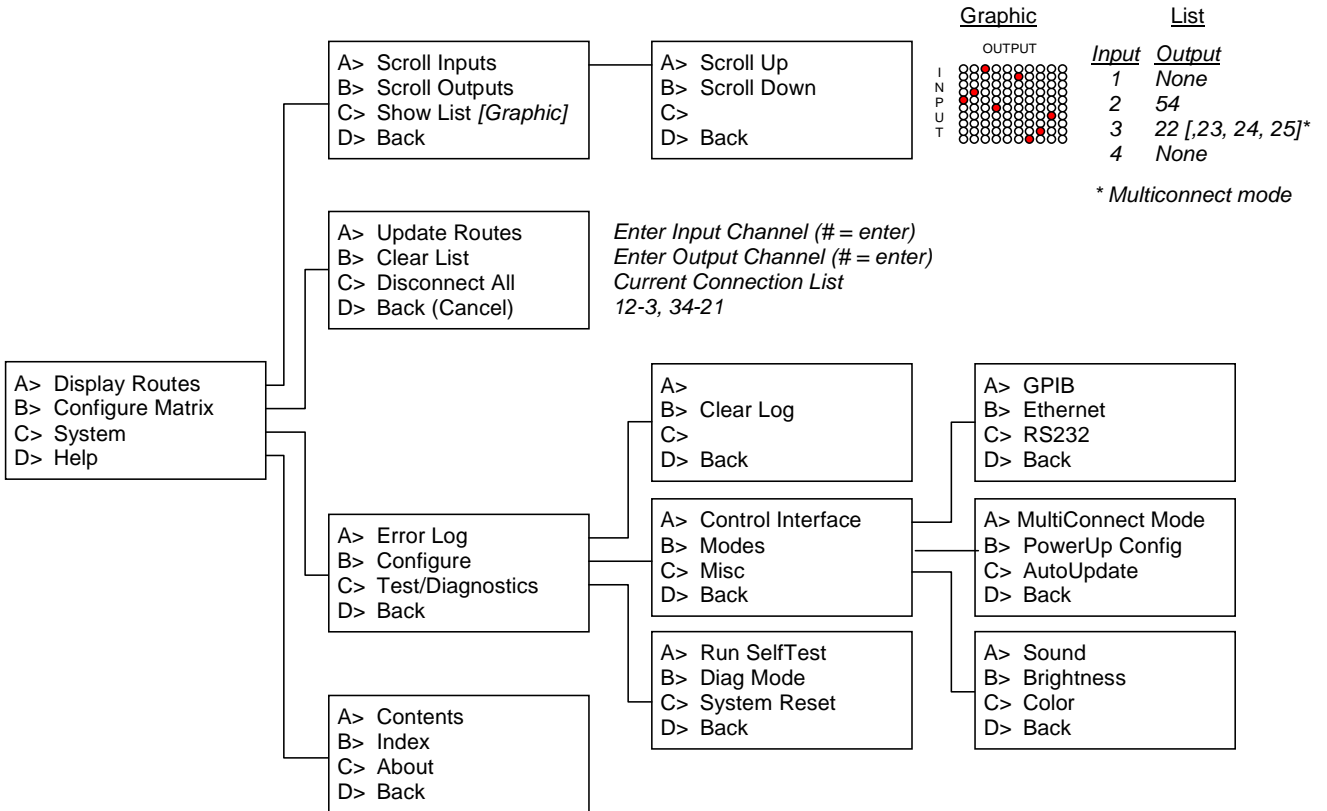 Graphic
List
OUTPUT
INPUT
Input Output
1 None
2 54
3 22 [,23, 24, 25]*
4 None
* Multiconnect mode
A> Scroll Inputs
B> Scroll Outputs
C> Show List [Graphic]
D> Back
A> Scroll Up
B> Scroll Down
C>
D> Back
A> Update Routes
B> Clear List
C> Disconnect All
D> Back (Cancel)
Enter Input Channel (# = enter)
Enter Output Channel (# = enter)
Current Connection List
12-3, 34-21
A> Display Routes
B> Configure Matrix
C> System
D> Help
A>
B> Clear Log
C>
D> Back
A> GPIB
B> Ethernet
C> RS232
D> Back
A> Error Log
B> Configure
C> Test/Diagnostics
D> Back
A> Control Interface
B> Modes
C> Misc
D> Back
A> MultiConnect Mode
B> PowerUp Config
C> AutoUpdate
D> Back
A> Run SelfTest
B> Diag Mode
C> System Reset
D> Back
A> Sound
B> Brightness
C> Color
D> Back
A> Contents
B> Index
C> About
D> Back